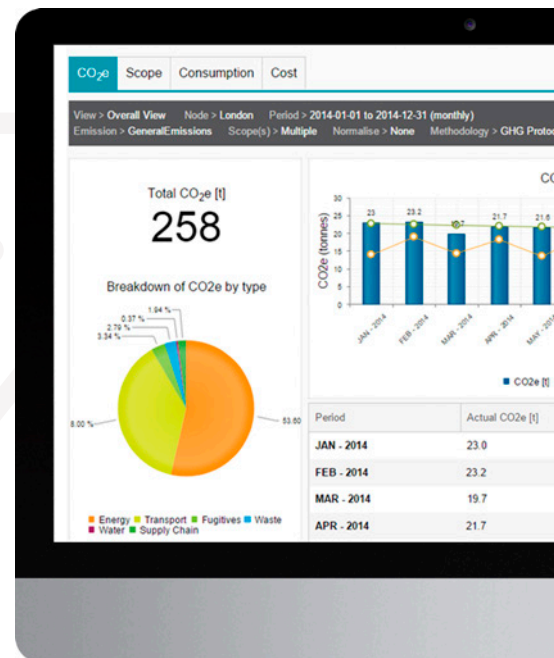 CO₂e Scope Consumption Cost
View > Overall View Node > London Period > 2014-01-01 to 2014-12-31 (monthly)
Emission > GeneralEmissions Scope(s) > Multiple Normalise > None Methodology > GHG Protoc
Total CO₂e [t]
258
Breakdown of CO2e by type
1.94 %
0.37 %
2.79 %
3.34 %
8.00 %
53.60
Energy Transport Fugitives Waste
Water Supply Chain
CO
CO2e (tonnes)
30
25
20
15
10
5
0
23 23.2 19.7 21.7 21.6
JAN - 2014 FEB - 2014 MAR - 2014 APR - 2014 MAY - 201
CO2e [t]
Period Actual CO2e [t]
JAN - 2014 23.0
FEB - 2014 23.2
MAR - 2014 19.7
APR - 2014 21.7